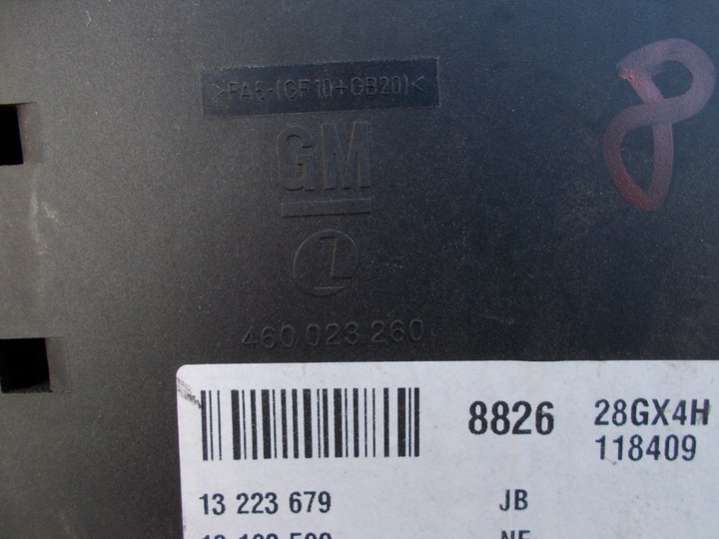 >PA6-(GF10+GB20)<
8
GM
460 023 260
8826 28GX4H
118409
13 223 679 JB